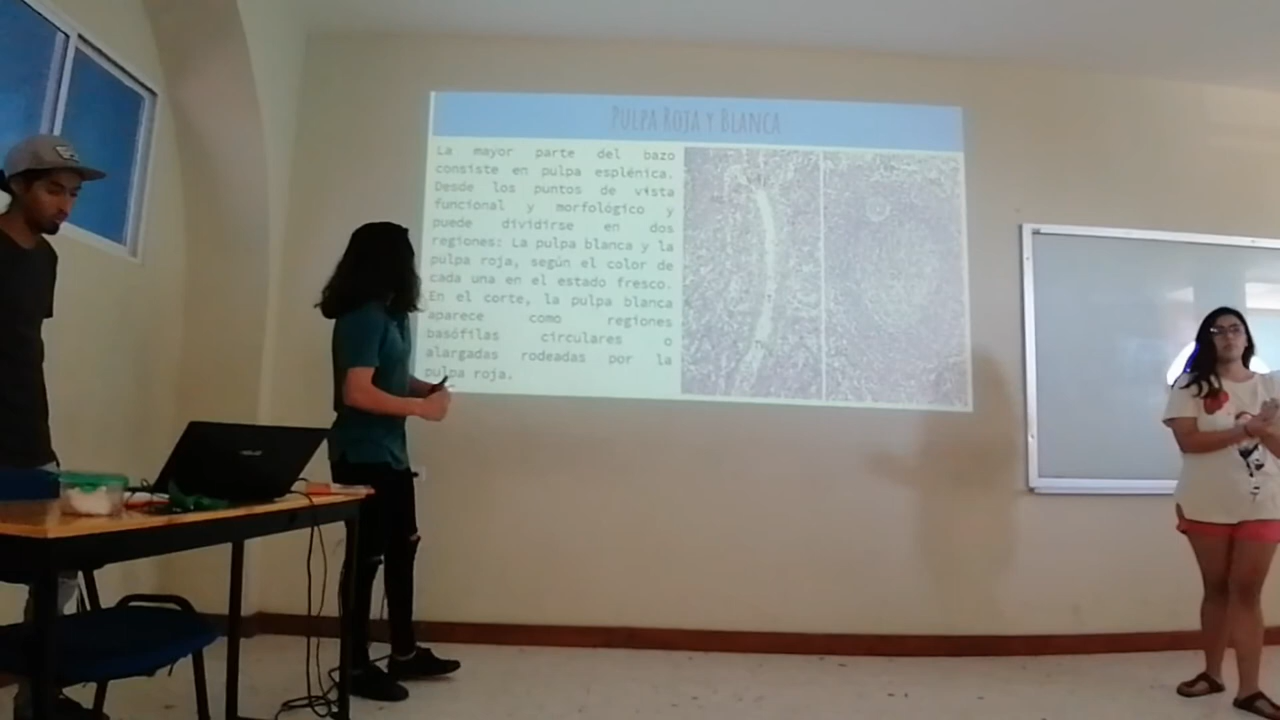 PULPA ROJA Y BLANCA
La mayor parte del bazo
consiste en pulpa esplénica.
Desde los puntos de vista
funcional y morfológico y
puede dividirse en dos
regiones: La pulpa blanca y la
pulpa roja, según el color de
cada una en el estado fresco.
En el corte, la pulpa blanca
aparece como regiones
basófilas circulares o
alargadas rodeadas por la
pulpa roja.